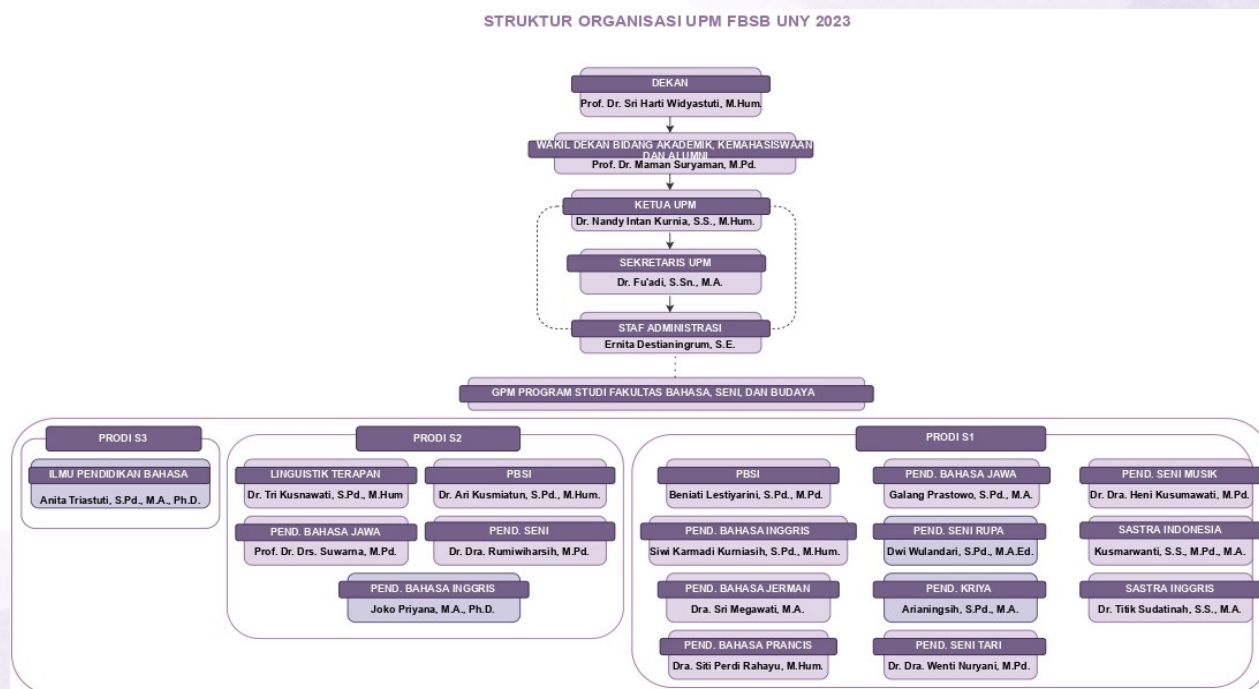 STRUKTUR ORGANISASI UPM FBSB UNY 2023
DEKAN
Prof. Dr. Sri Harti Widyastuti, M.Hum.
WAKIL DEKAN BIDANG AKADEMIK, KEMAHASISWAAN
DAN ALUMNI
Prof. Dr. Maman Suryaman, M.Pd.
KETUA UPM
Dr. Nandy Intan Kurnia, S.S., M.Hum.
SEKRETARIS UPM
Dr. Fu'adi, S.Sn., M.A.
STAF ADMINISTRASI
Ernita Destianingrum, S.E.
GPM PROGRAM STUDI FAKULTAS BAHASA, SENI, DAN BUDAYA
PRODI S3
ILMU PENDIDIKAN BAHASA
Anita Triastuti, S.Pd., M.A., Ph.D.
PRODI S2
LINGUISTIK TERAPAN
Dr. Tri Kusnawati, S.Pd., M.Hum
PBSI
Dr. Ari Kusmiatun, S.Pd., M.Hum.
PEND. BAHASA JAWA
Prof. Dr. Drs. Suwarna, M.Pd.
PEND. SENI
Dr. Dra. Rumiwiharsih, M.Pd.
PEND. BAHASA INGGRIS
Joko Priyana, M.A., Ph.D.
PRODI S1
PBSI
Beniati Lestiyarini, S.Pd., M.Pd.
PEND. BAHASA JAWA
Galang Prastowo, S.Pd., M.A.
PEND. SENI MUSIK
Dr. Dra. Heni Kusumawati, M.Pd.
PEND. BAHASA INGGRIS
Siwi Karmadi Kurniasih, S.Pd., M.Hum.
PEND. SENI RUPA
Dwi Wulandari, S.Pd., M.A.Ed.
SASTRA INDONESIA
Kusmarwanti, S.S., M.Pd., M.A.
PEND. BAHASA JERMAN
Dra. Sri Megawati, M.A.
PEND. KRIYA
Arianingsih, S.Pd., M.A.
SASTRA INGGRIS
Dr. Titik Sudatinah, S.S., M.A.
PEND. BAHASA PRANCIS
Dra. Siti Perdi Rahayu, M.Hum.
PEND. SENI TARI
Dr. Dra. Wenti Nuryani, M.Pd.